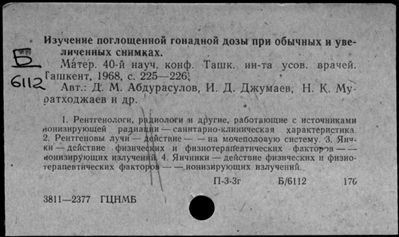 Изучение поглощенной гонадной дозы при обычных и уве-
личенных снимках.
Б
6112
Матер. 40-й науч. конф. Ташк. ин-та усов. врачей.
Ташкент, 1968, с. 225—226.
Авт.: Д. М. Абдурасулов, И. Д. Джумаев, Н. К. Му-
ратходжаев и др.
1. Рентгенологи, радиологи и другие, работающие с источниками
ионизирующей радиации — санитарно-клиническая характеристика.
2. Рентгеновы лучи — действие — — на мочеполовую систему. 3. Яич-
ки — действие физических и физиотерапевтических факторов — —
ионизирующих излучений. 4. Яичники — действие физических и физио-
терапевтических факторов — — ионизирующих излучений.
П-3-3г Б/6112 176
3811—2377 ГЦНМБ